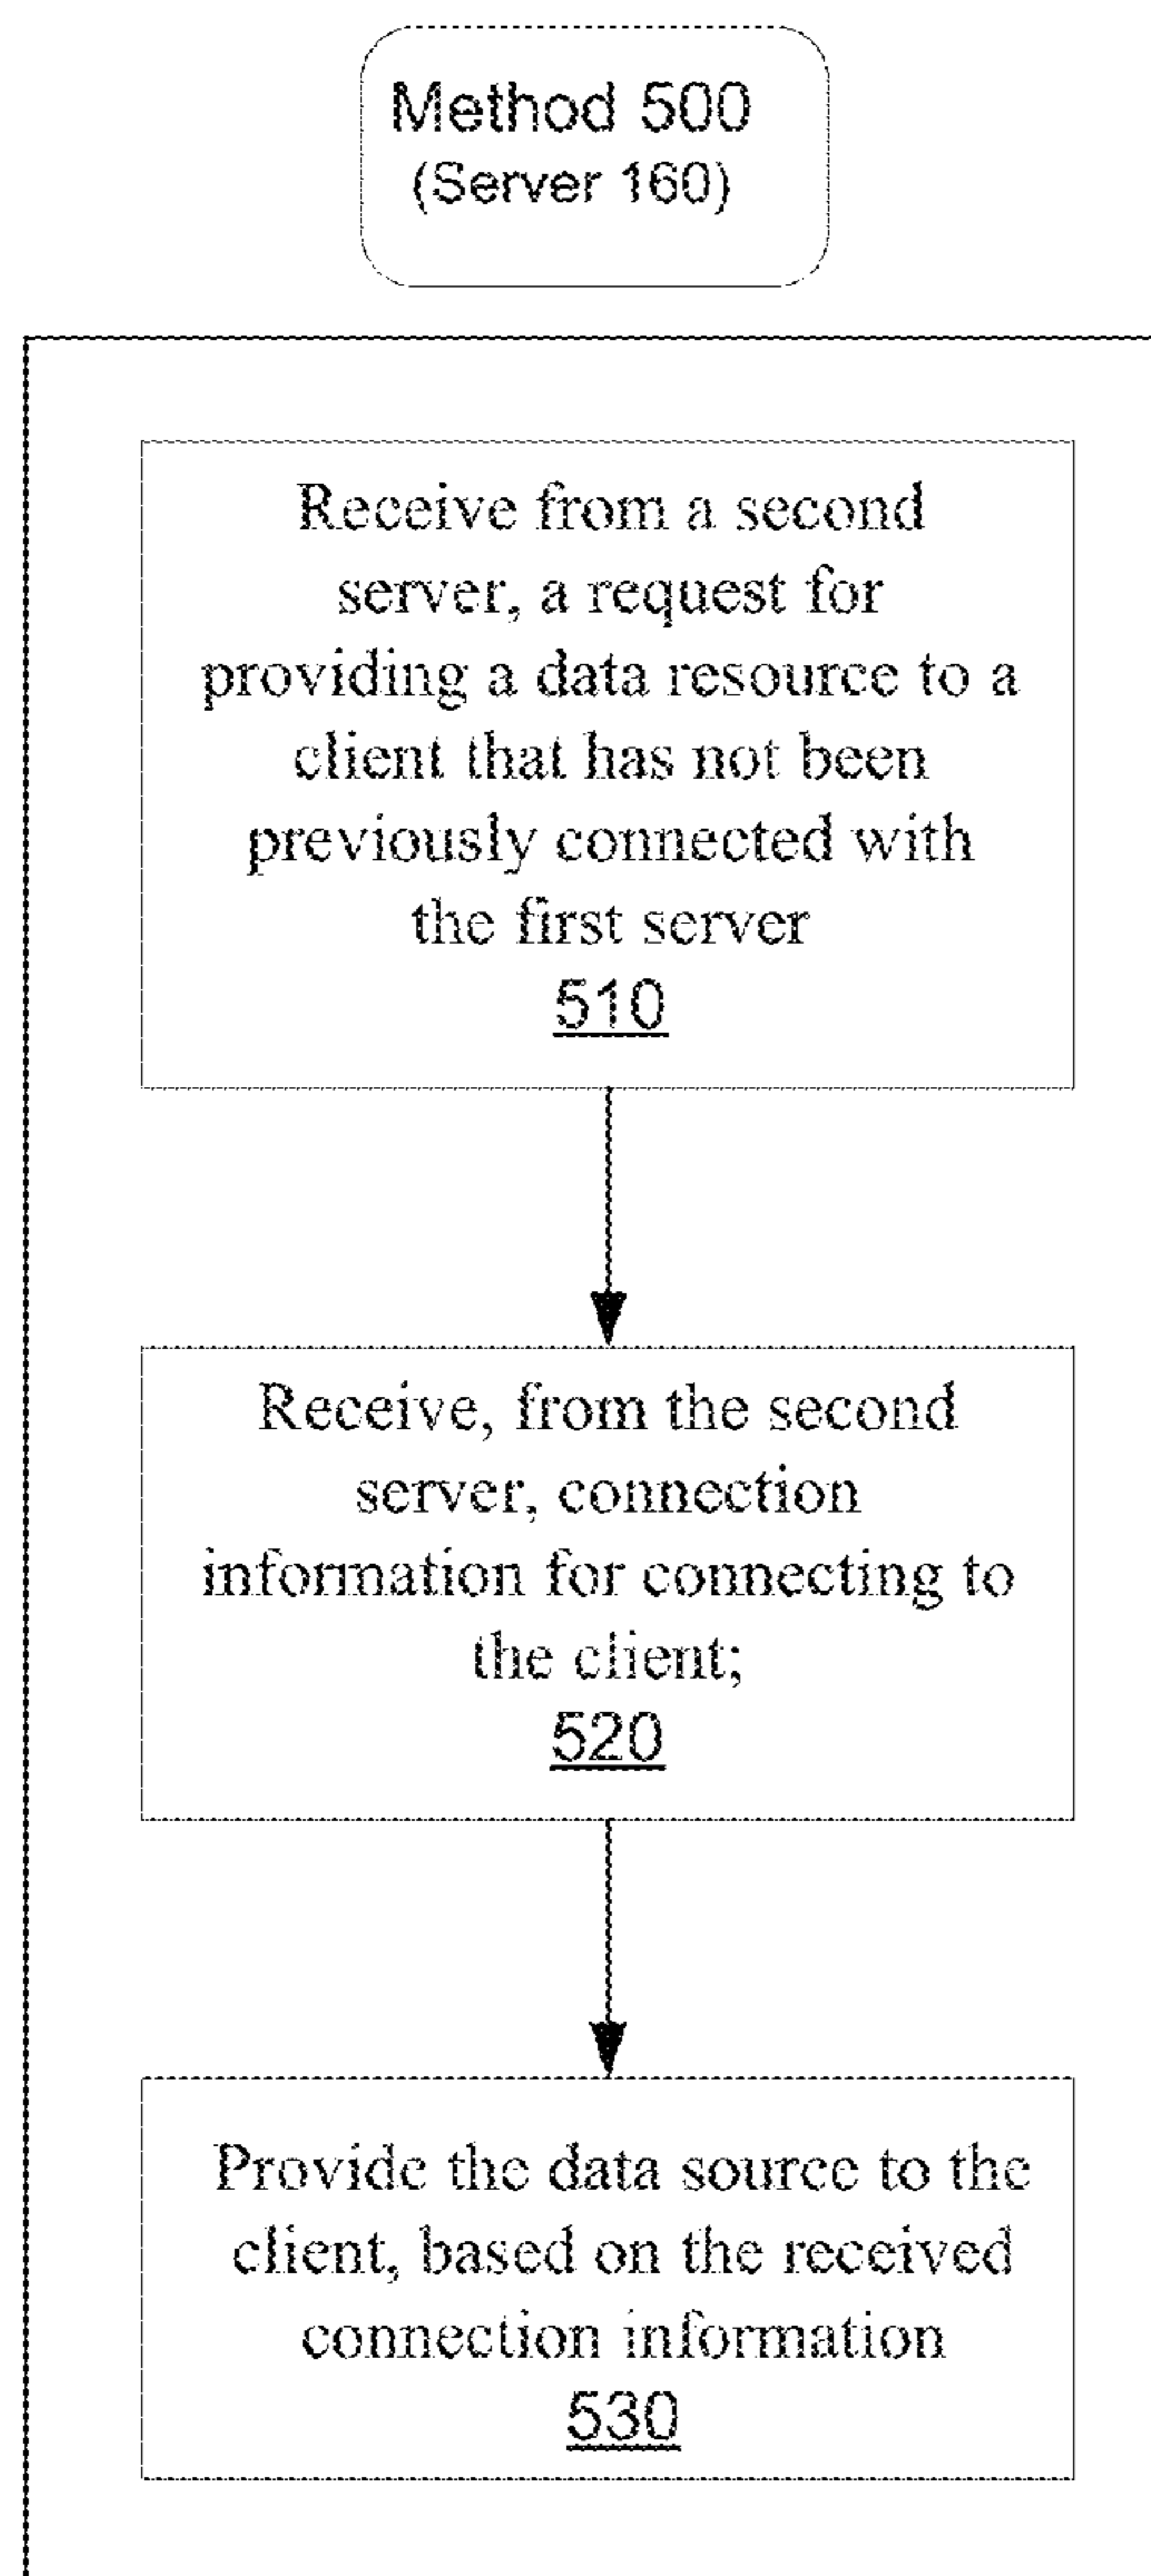 Method 500
(Server 160)
Receive from a second
server, a request for
providing a data resource to a
client that has not been
previously connected with
the first server
510
Receive, from the second
server, connection
information for connecting to
the client;
520
Provide the data source to the
client, based on the received
connection information
530